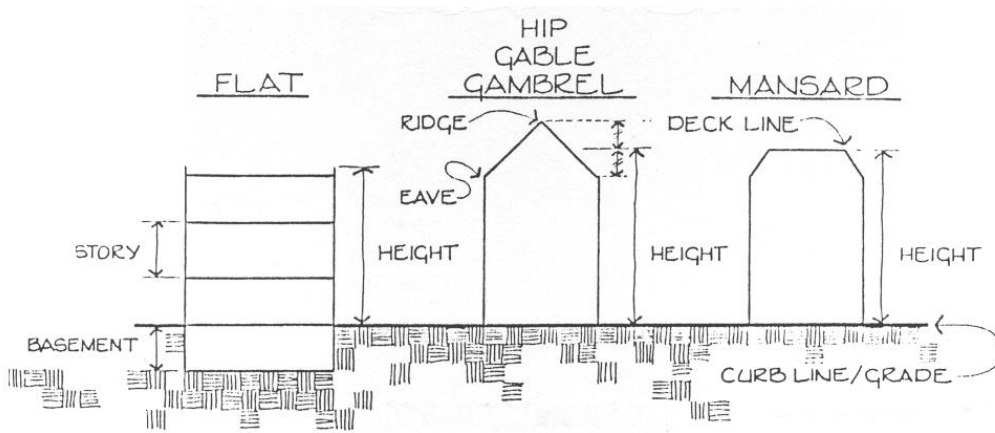 FLAT
HIP
GABLE
GAMBREL
MANSARD
RIDGE
DECK LINE
EAVE
STORY
HEIGHT
HEIGHT
HEIGHT
BASEMENT
CURB LINE/GRADE